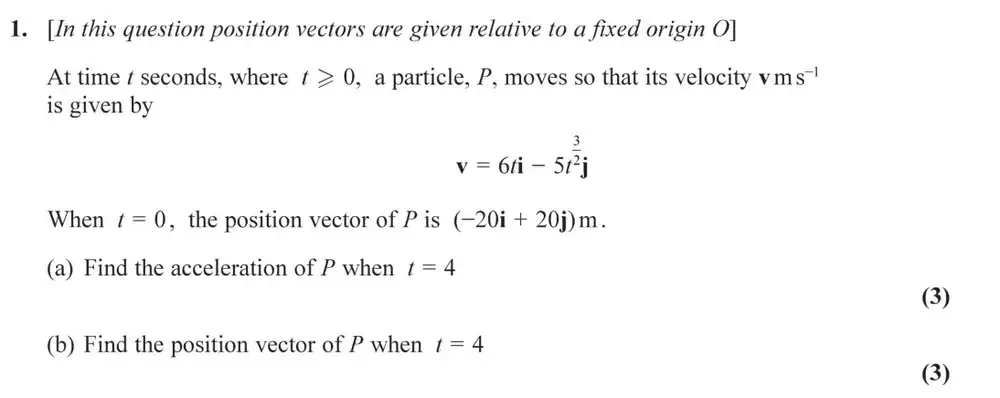 1. [In this question position vectors are given relative to a fixed origin O]
At time t seconds, where t ⩾ 0, a particle, P, moves so that its velocity v m s⁻¹
is given by
v = 6ti − 5t^(3/2)j
When t = 0, the position vector of P is (−20i + 20j) m.
(a) Find the acceleration of P when t = 4
(3)
(b) Find the position vector of P when t = 4
(3)